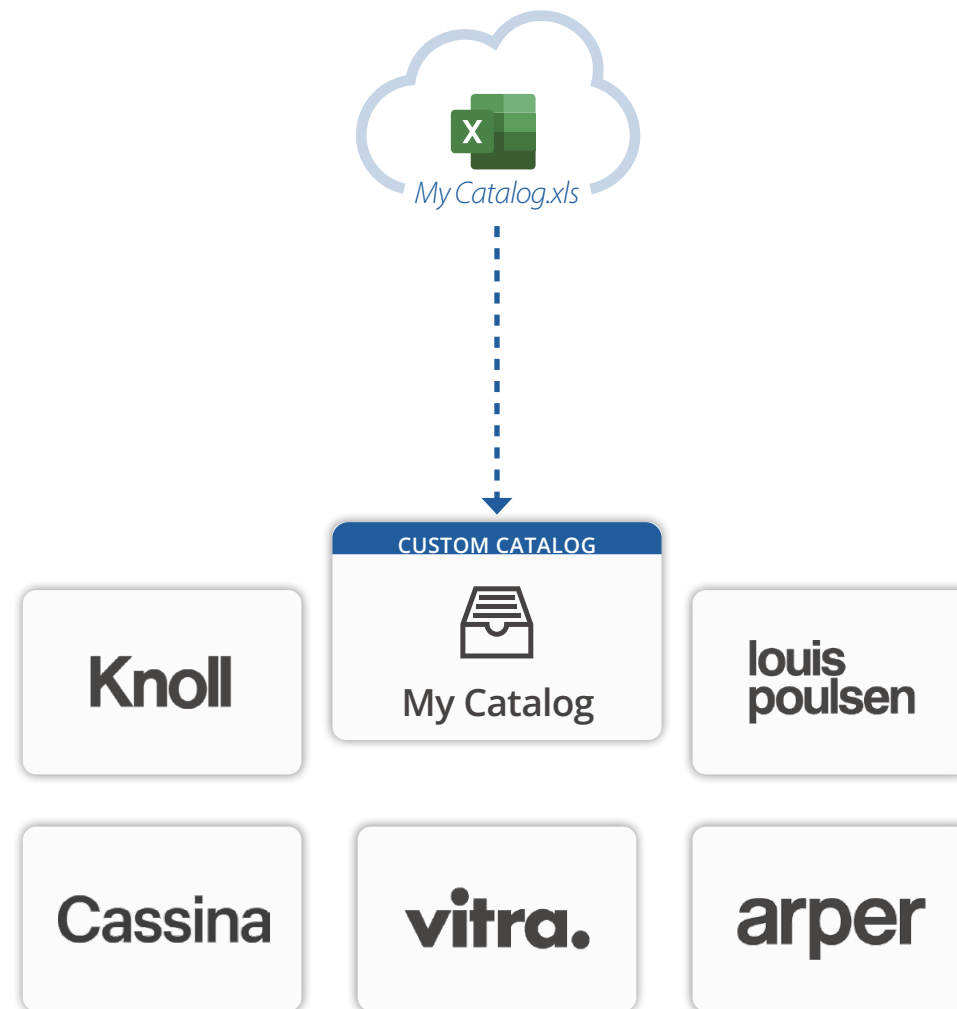 X
My Catalog.xls
CUSTOM CATALOG
My Catalog
Knoll
louis
poulsen
Cassina
vitra.
arper